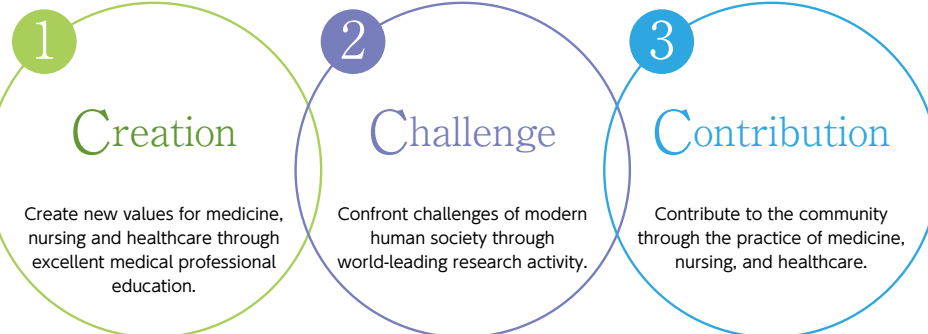 1
Creation
Create new values for medicine,
nursing and healthcare through
excellent medical professional
education.
2
Challenge
Confront challenges of modern
human society through
world-leading research activity.
3
Contribution
Contribute to the community
through the practice of medicine,
nursing, and healthcare.